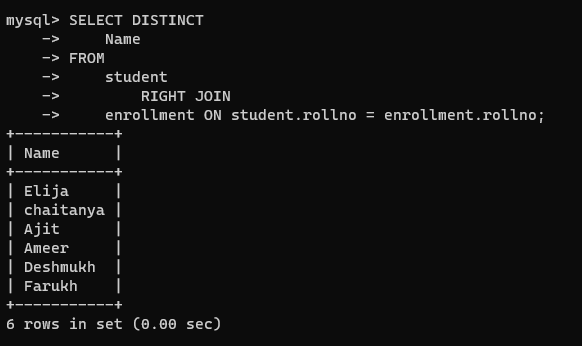 mysql> SELECT DISTINCT
    ->     Name
    -> FROM
    ->     student
    ->         RIGHT JOIN
    ->     enrollment ON student.rollno = enrollment.rollno;
+-----------+
| Name      |
+-----------+
| Elija     |
| chaitanya |
| Ajit      |
| Ameer     |
| Deshmukh  |
| Farukh    |
+-----------+
6 rows in set (0.00 sec)